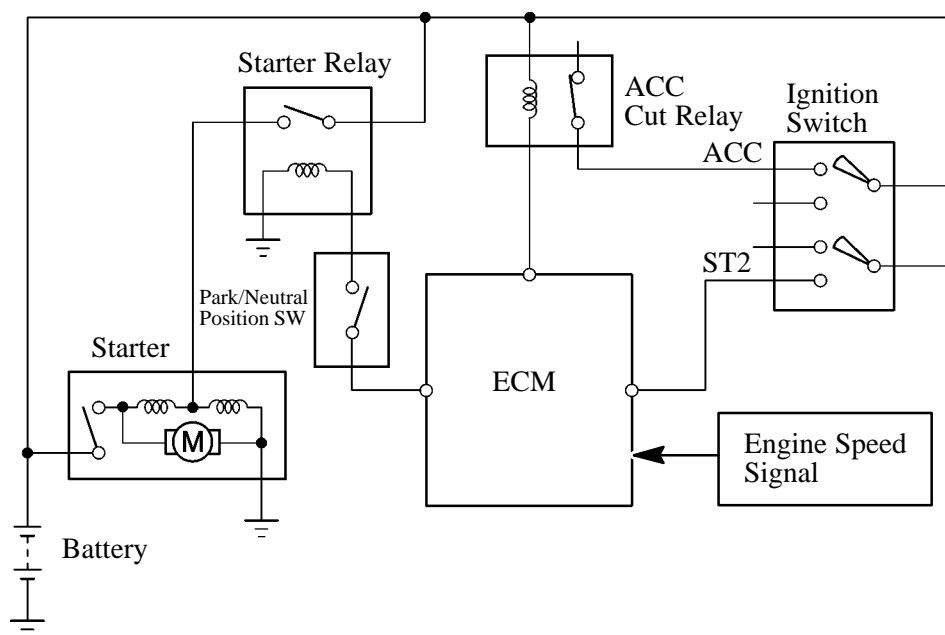 Starter Relay
ACC
Cut Relay
Ignition
Switch
ACC
ST2
Park/Neutral
Position SW
Starter
M
ECM
Engine Speed
Signal
Battery